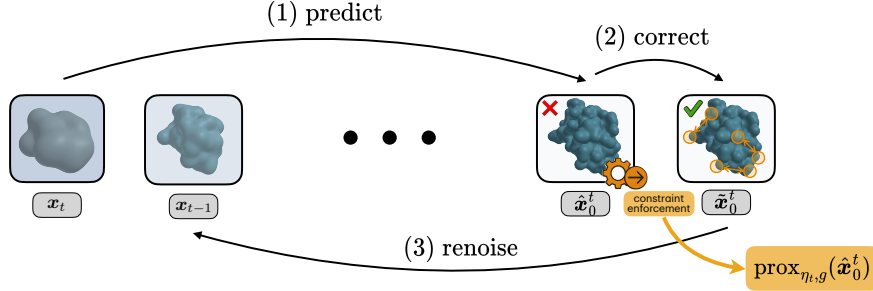 (1) predict
(2) correct
x_t
x_{t−1}
x̂_0^t
constraint
enforcement
x̃_0^t
(3) renoise
prox_{η_t,g}(x̂_0^t)